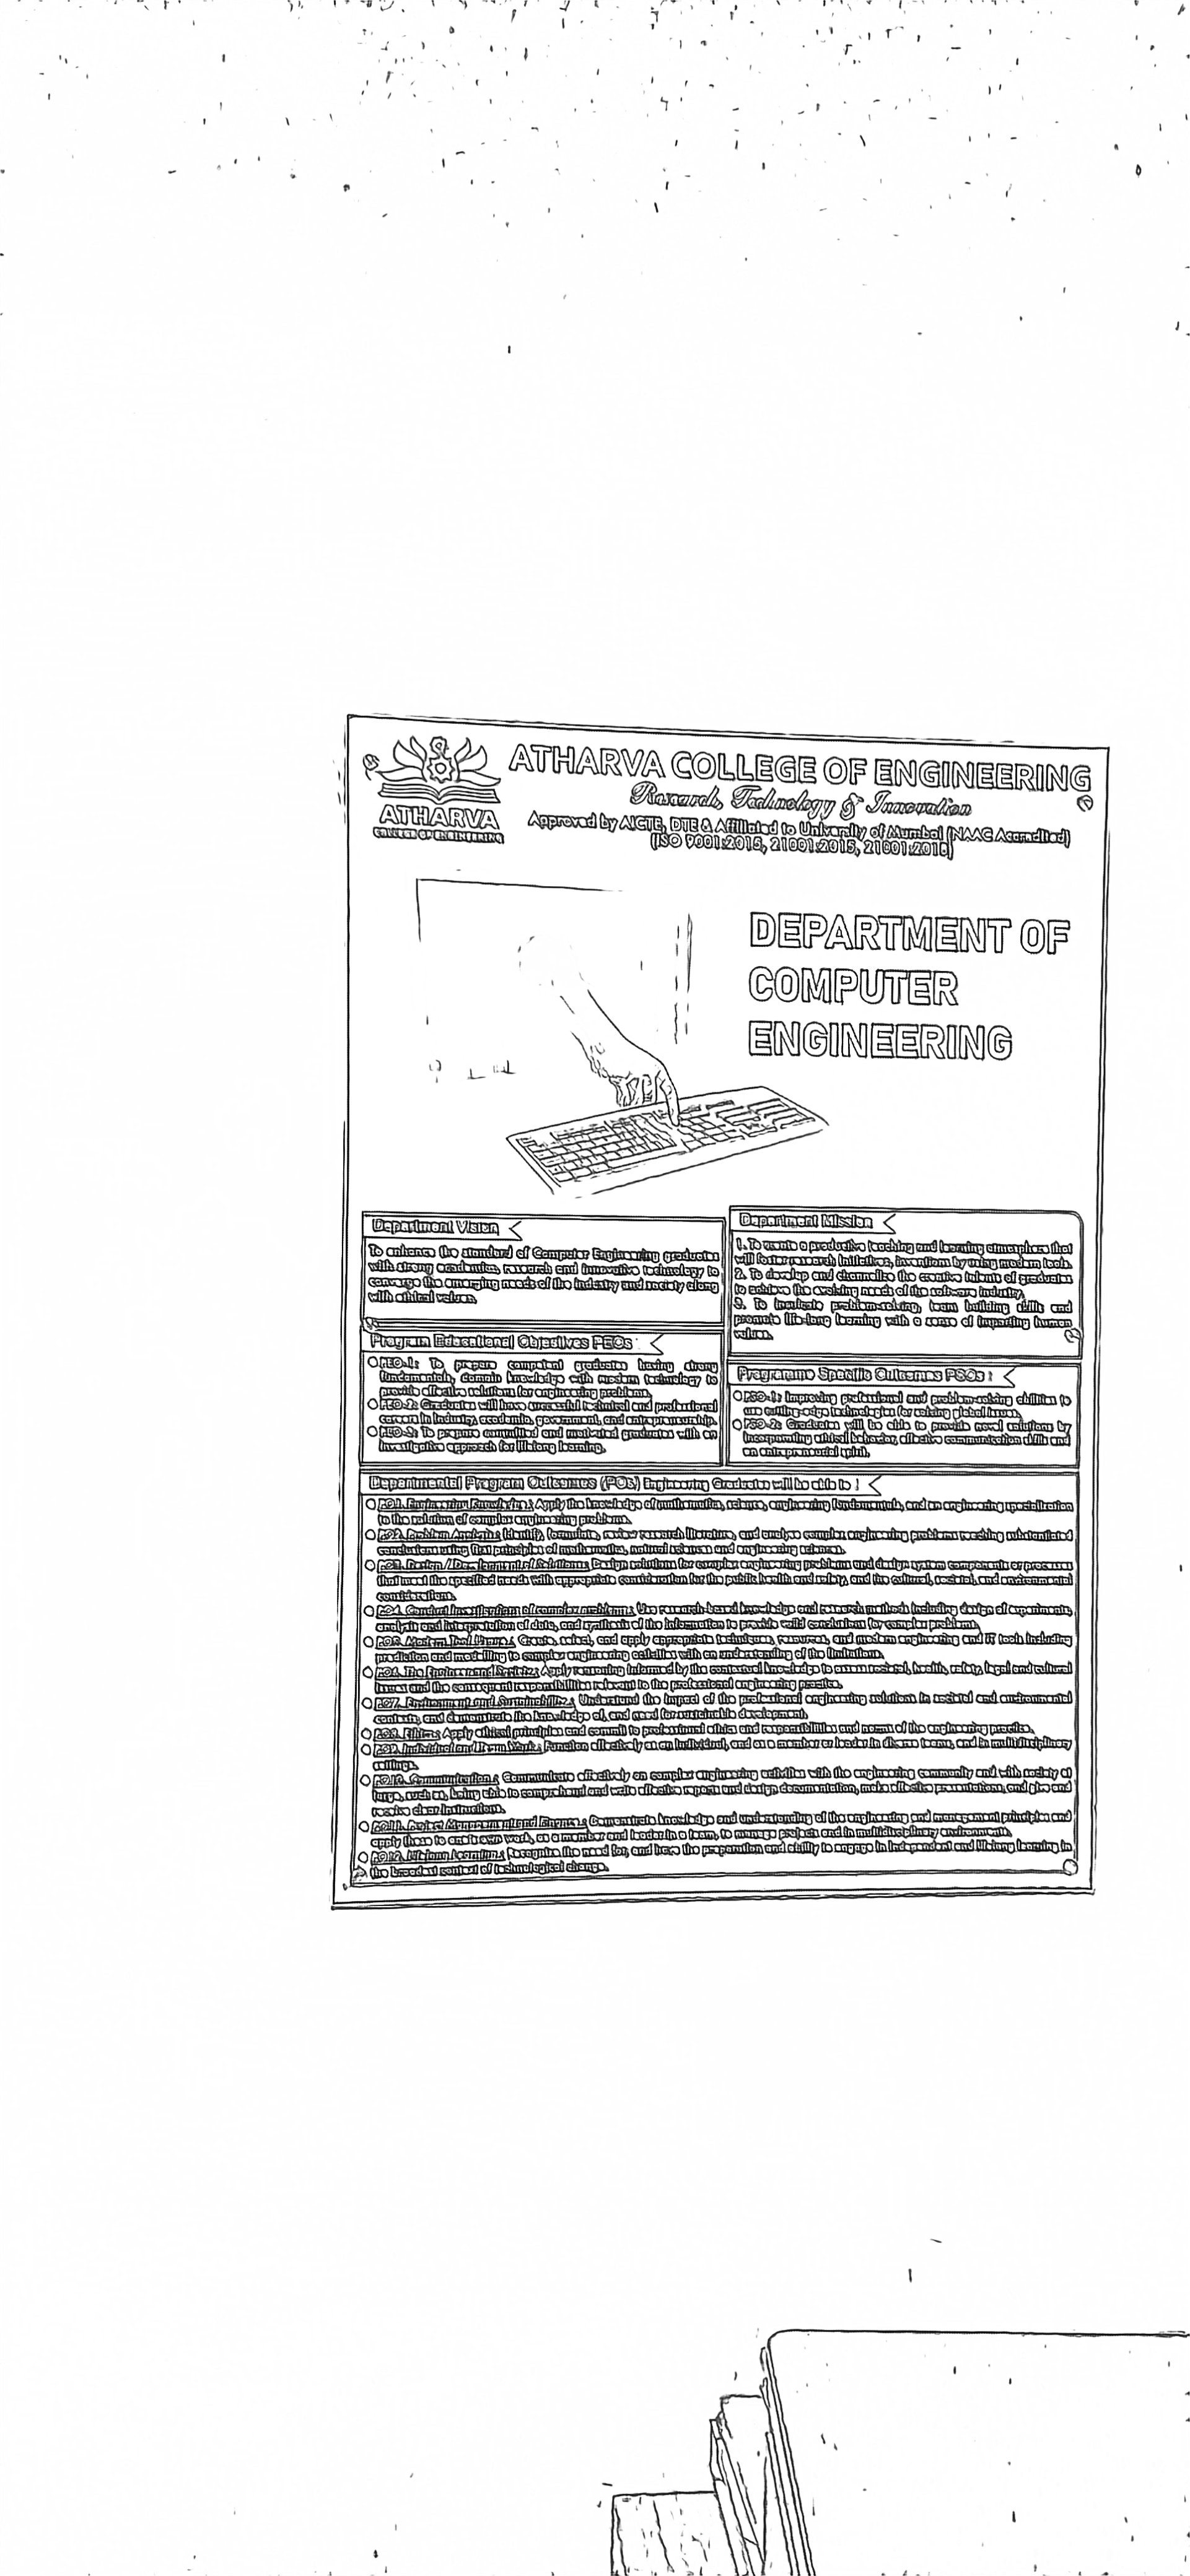 ATHARVA
COLLEGE OF ENGINEERING
ATHARVA COLLEGE OF ENGINEERING
Research, Technology & Innovation
Approved by AICTE, DTE & Affiliated to University of Mumbai (NAAC Accredited)
(ISO 9001:2015, 21001:2018)
DEPARTMENT OF
COMPUTER
ENGINEERING
Department Vision
To enhance the standard of Computer Engineering graduates
with strong academics, research and innovative technology to
converge the emerging needs of the industry and society along
with ethical values.
Department Mission
1. To create a productive teaching and learning atmosphere that
will foster research initiatives, inventions by using modern tools.
2. To develop and channelize the creative talents of graduates
to achieve the evolving needs of the software industry.
3. To inculcate problem-solving, team building skills and
promote life-long learning with a sense of imparting human
values.
Program Educational Objectives PEOs :
PEO-1: To prepare competent graduates having strong
fundamentals, domain knowledge with modern technology to
provide effective solutions for engineering problems.
PEO-2: Graduates will have successful technical and professional
careers in industry, academia, government, and entrepreneurship.
PEO-3: To prepare committed and motivated graduates with an
investigative approach for lifelong learning.
Programme Specific Outcomes PSOs :
PSO-1: Improving professional and problem-solving abilities to
use cutting-edge technologies for solving global issues.
PSO-2: Graduates will be able to provide novel solutions by
incorporating ethical behavior, effective communication skills and
an entrepreneurial spirit.
Departmental Program Outcomes (POs) Engineering Graduates will be able to :
PO1. Engineering Knowledge : Apply the knowledge of mathematics, science, engineering fundamentals, and an engineering specialization
to the solution of complex engineering problems.
PO2. Problem Analysis : Identify, formulate, review research literature, and analyse complex engineering problems reaching substantiated
conclusions using first principles of mathematics, natural sciences and engineering sciences.
PO3. Design / Development of Solutions: Design solutions for complex engineering problems and design system components or processes
that meet the specified needs with appropriate consideration for the public health and safety, and the cultural, societal, and environmental
considerations.
PO4. Conduct Investigations of complex problems : Use research-based knowledge and research methods including design of experiments,
analysis and interpretation of data, and synthesis of the information to provide valid conclusions for complex problems.
PO5. Modern Tool Usage : Create, select, and apply appropriate techniques, resources, and modern engineering and IT tools including
prediction and modelling to complex engineering activities with an understanding of the limitations.
PO6. The Engineer and Society: Apply reasoning informed by the contextual knowledge to assess societal, health, safety, legal and cultural
issues and the consequent responsibilities relevant to the professional engineering practice.
PO7. Environment and Sustainability : Understand the impact of the professional engineering solutions in societal and environmental
contexts, and demonstrate the knowledge of, and need for sustainable development.
PO8. Ethics: Apply ethical principles and commit to professional ethics and responsibilities and norms of the engineering practice.
PO9. Individual and Team Work : Function effectively as an individual, and as a member or leader in diverse teams, and in multidisciplinary
settings.
PO10. Communication : Communicate effectively on complex engineering activities with the engineering community and with society at
large, such as, being able to comprehend and write effective reports and design documentation, make effective presentations, and give and
receive clear instructions.
PO11. Project Management and Finance : Demonstrate knowledge and understanding of the engineering and management principles and
apply these to one's own work, as a member and leader in a team, to manage projects and in multidisciplinary environments.
PO12. Lifelong Learning : Recognize the need for, and have the preparation and ability to engage in independent and lifelong learning in
the broadest context of technological change.